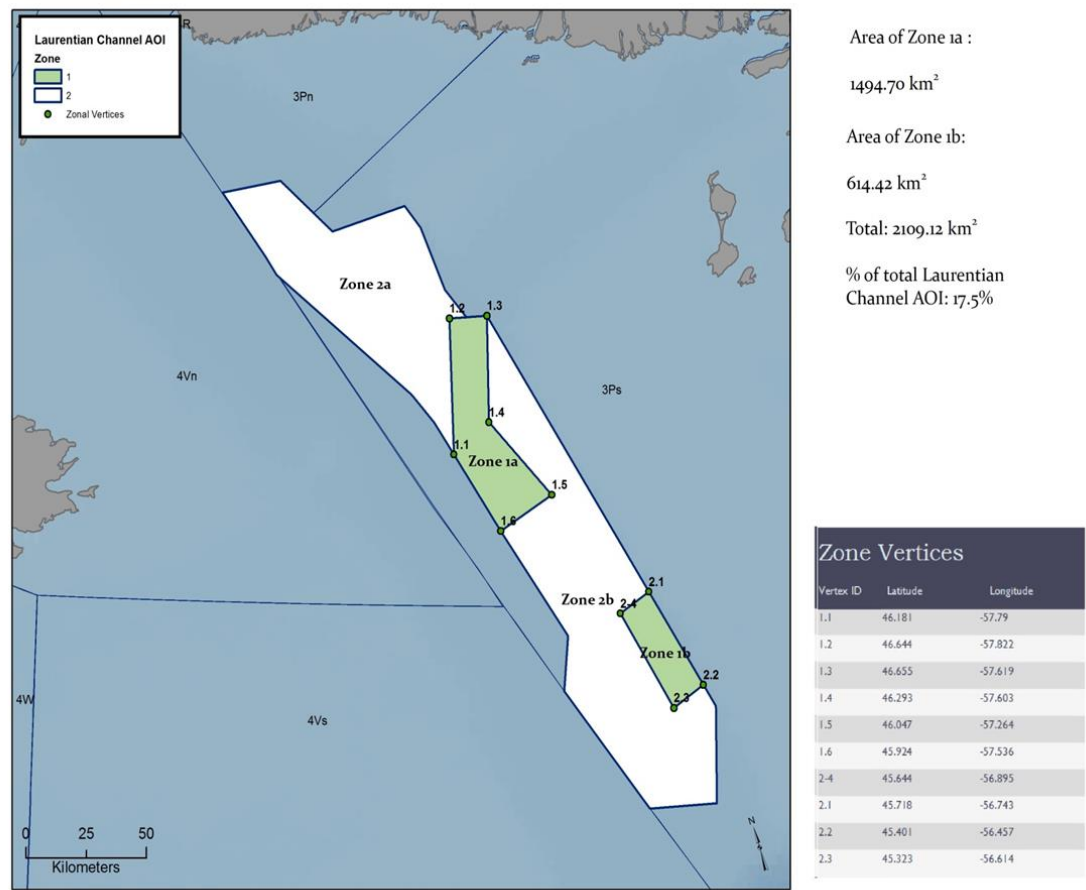 R
Laurentian Channel AOI
Zone
1
2
Zonal Vertices
3Pn
Zone 2a
1.2
1.3
4Vn
3Ps
1.4
1.1
Zone 1a
1.5
1.6
2.1
Zone 2b
2-4
Zone 1b
2.2
2.3
4W
4Vs
0 25 50
Kilometers
N
Area of Zone 1a :
1494.70 km²
Area of Zone 1b:
614.42 km²
Total: 2109.12 km²
% of total Laurentian
Channel AOI: 17.5%
Zone Vertices
Vertex ID Latitude Longitude
1.1 46.181 -57.79
1.2 46.644 -57.822
1.3 46.655 -57.619
1.4 46.293 -57.603
1.5 46.047 -57.264
1.6 45.924 -57.536
2-4 45.644 -56.895
2.1 45.718 -56.743
2.2 45.401 -56.457
2.3 45.323 -56.614